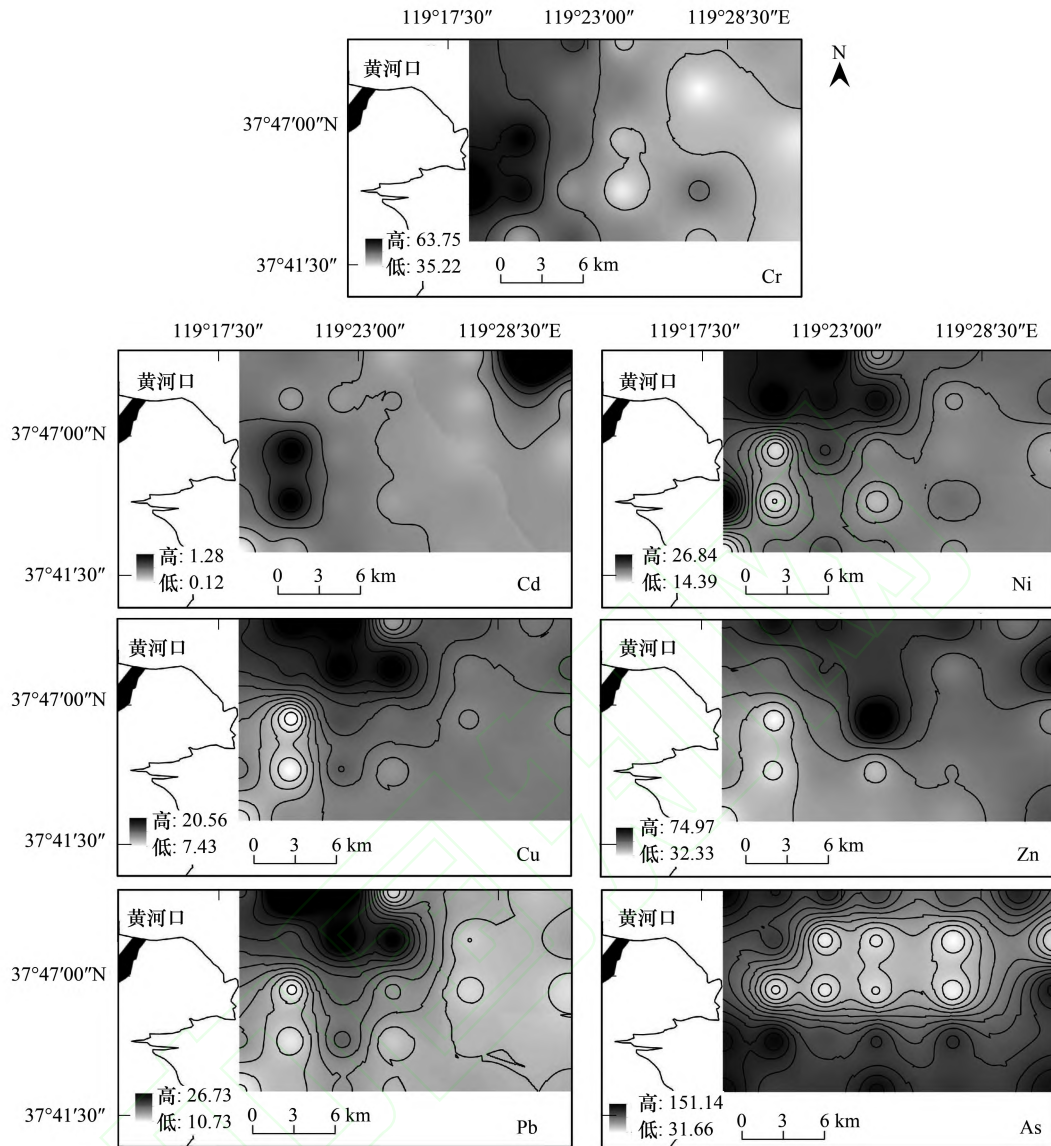 119°17′30″ 119°23′00″ 119°28′30″E
N
黄河口
37°47′00″N
高: 63.75
低: 35.22
0 3 6 km
37°41′30″
Cr
119°17′30″ 119°23′00″ 119°28′30″E
119°17′30″ 119°23′00″ 119°28′30″E
黄河口
37°47′00″N
高: 1.28
低: 0.12
0 3 6 km
37°41′30″
Cd
黄河口
高: 26.84
低: 14.39
0 3 6 km
Ni
黄河口
37°47′00″N
高: 20.56
低: 7.43
0 3 6 km
37°41′30″
Cu
黄河口
高: 74.97
低: 32.33
0 3 6 km
Zn
黄河口
37°47′00″N
高: 26.73
低: 10.73
0 3 6 km
37°41′30″
Pb
黄河口
高: 151.14
低: 31.66
0 3 6 km
As